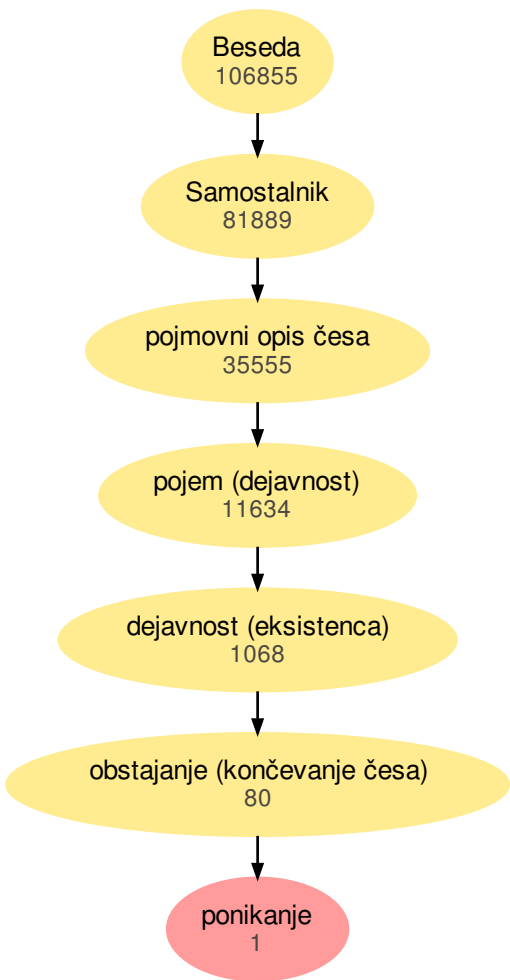 Beseda
106855
Samostalnik
81889
pojmovni opis česa
35555
pojem (dejavnost)
11634
dejavnost (eksistenca)
1068
obstajanje (končevanje česa)
80
ponikanje
1